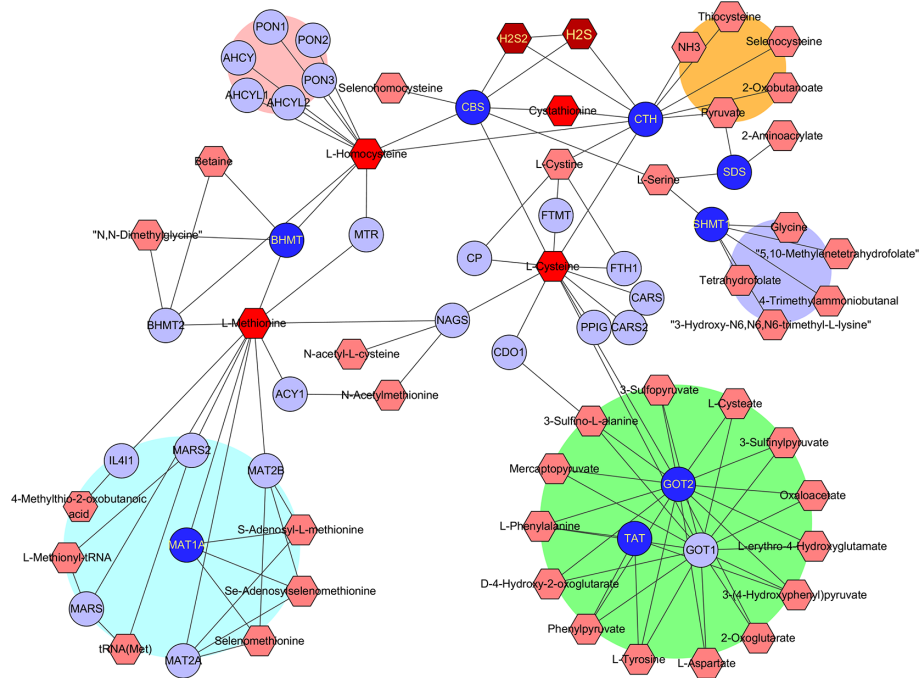 Thiocysteine
PON1
PON2
H2S2
H2S
NH3
Selenocysteine
AHCY
PON3
Selenohomocysteine
2-Oxobutanoate
AHCYL1
AHCYL2
CBS
Cystathionine
CTH
Pyruvate
2-Aminoacrylate
L-Homocysteine
Betaine
L-Cystine
L-Serine
SDS
FTMT
SHMT1
Glycine
"N,N-Dimethylglycine"
BHMT
MTR
"5,10-Methylenetetrahydrofolate"
CP
L-Cysteine
FTH1
Tetrahydrofolate
CARS
4-Trimethylammoniobutanal
BHMT2
L-Methionine
NAGS
PPIG
CARS2
"3-Hydroxy-N6,N6,N6-trimethyl-L-lysine"
N-acetyl-L-cysteine
CDO1
ACY1
N-Acetylmethionine
3-Sulfopyruvate
L-Cysteate
3-Sulfino-L-alanine
3-Sulfinylpyruvate
IL4I1
MARS2
MAT2B
Mercaptopyruvate
GOT2
Oxaloacetate
4-Methylthio-2-oxobutanoic
acid
S-Adenosyl-L-methionine
L-Phenylalanine
TAT
MAT1A
GOT1
L-erythro-4-Hydroxyglutamate
L-Methionyl-tRNA
D-4-Hydroxy-2-oxoglutarate
Se-Adenosylselenomethionine
3-(4-Hydroxyphenyl)pyruvate
MARS
Phenylpyruvate
2-Oxoglutarate
tRNA(Met)
Selenomethionine
MAT2A
L-Tyrosine
L-Aspartate